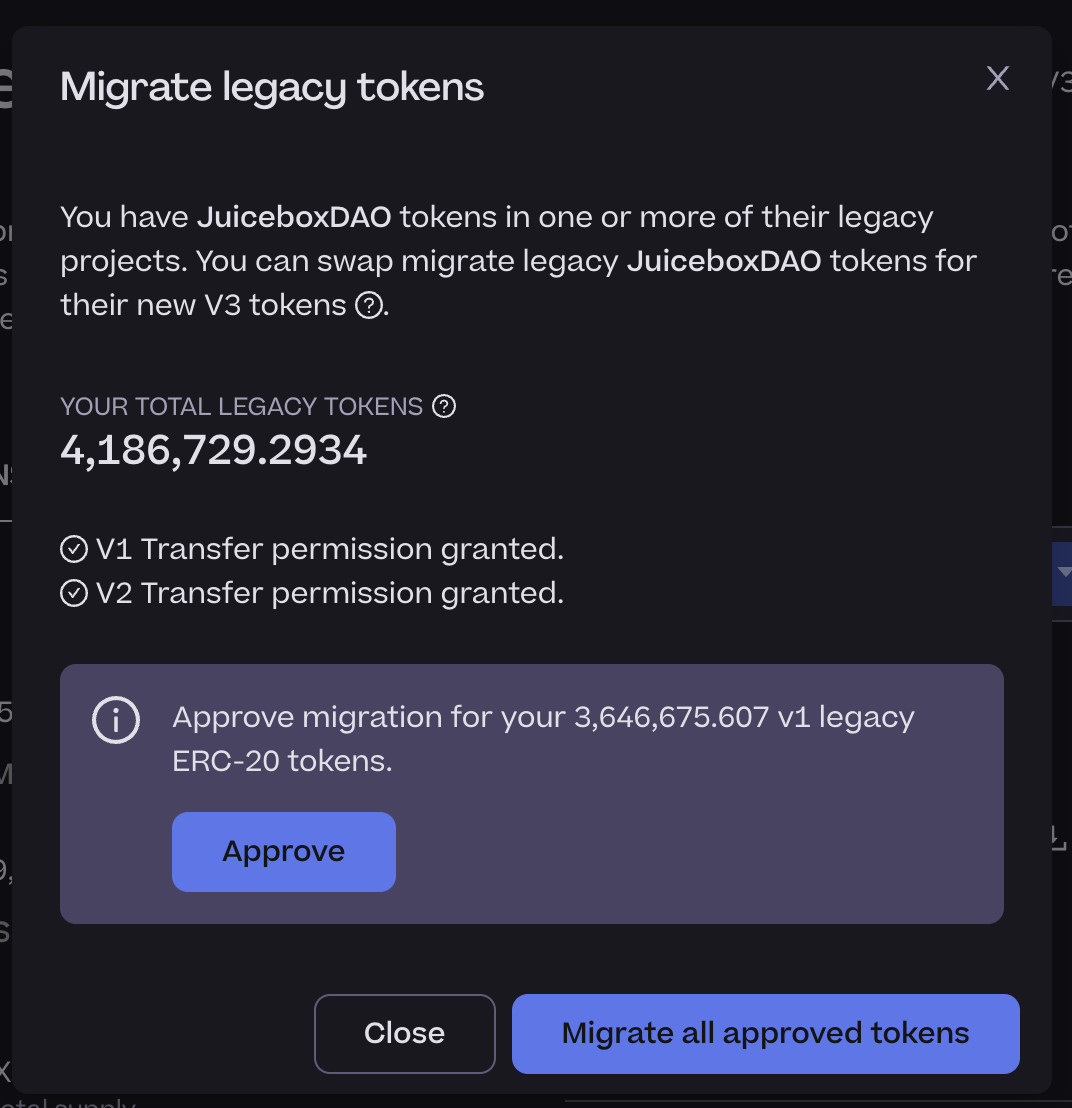 Migrate legacy tokens
X
You have JuiceboxDAO tokens in one or more of their legacy
projects. You can swap migrate legacy JuiceboxDAO tokens for
their new V3 tokens ?.
YOUR TOTAL LEGACY TOKENS ?
4,186,729.2934
V1 Transfer permission granted.
V2 Transfer permission granted.
i Approve migration for your 3,646,675.607 v1 legacy
ERC-20 tokens.
Approve
Close
Migrate all approved tokens